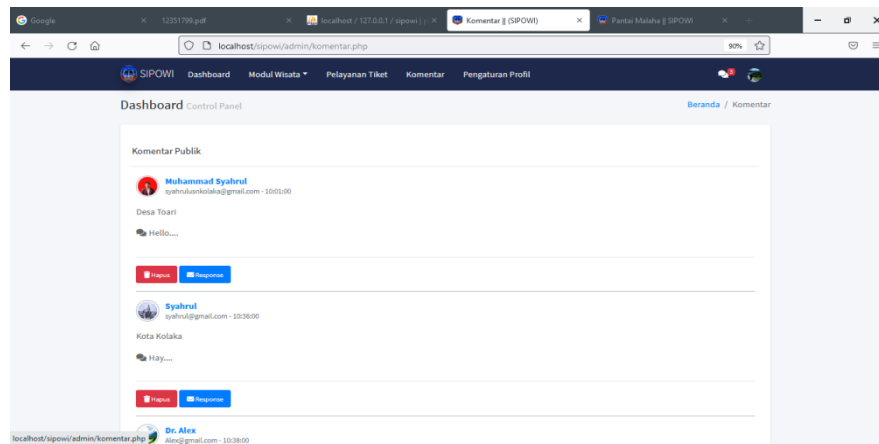 Google
12351799.pdf
localhost / 127.0.0.1 / sipowi | p
Komentar || (SIPOWI)
Pantai Malaha || SIPOWI
localhost/sipowi/admin/komentar.php
90%
SIPOWI Dashboard Modul Wisata Pelayanan Tiket Komentar Pengaturan Profil
Dashboard Control Panel
Beranda / Komentar
Komentar Publik
Muhammad Syahrul
syahrulusnkolaka@gmail.com - 10:01:00
Desa Toari
Hello....
Hapus Response
Syahrul
syahrul@gmail.com - 10:38:00
Kota Kolaka
Hay....
Hapus Response
Dr. Alex
Alex@gmail.com - 10:38:00
localhost/sipowi/admin/komentar.php